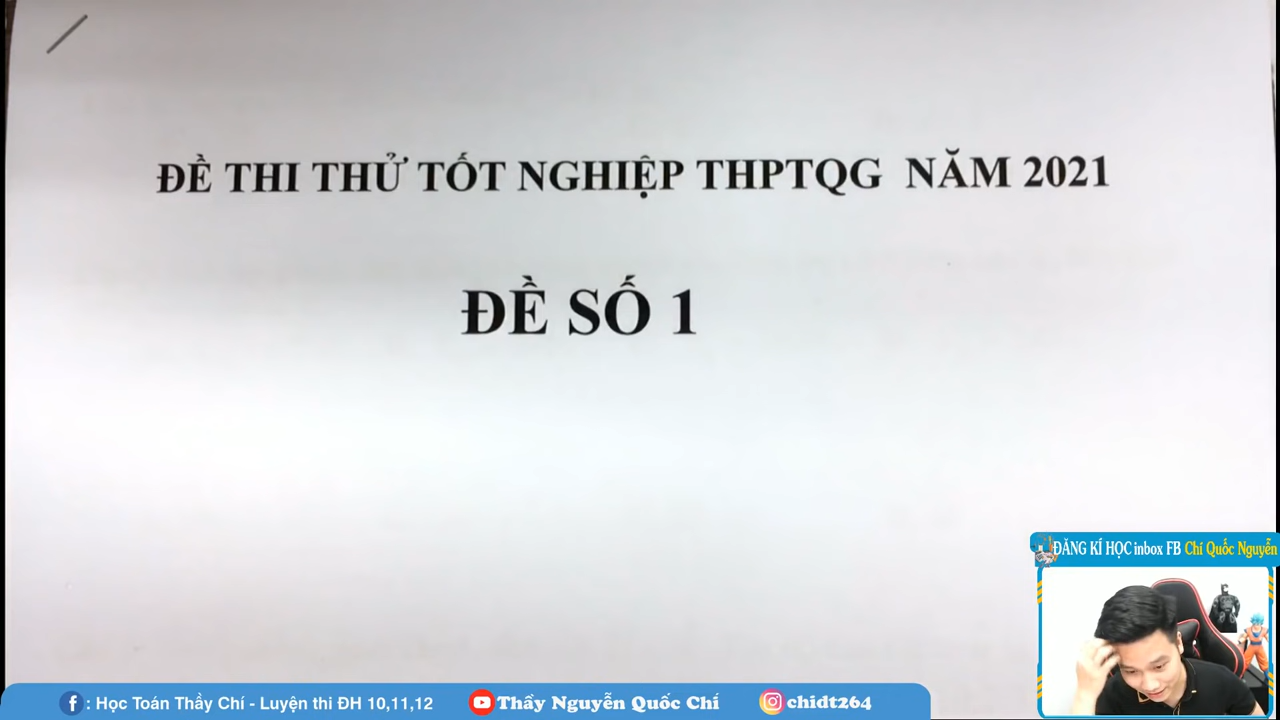 ĐỀ THI THỬ TỐT NGHIỆP THPTQG NĂM 2021
ĐỀ SỐ 1
ĐĂNG KÍ HỌC inbox FB Chí Quốc Nguyễn
f : Học Toán Thầy Chí - Luyện thi ĐH 10,11,12
Thầy Nguyễn Quốc Chí
chidt264